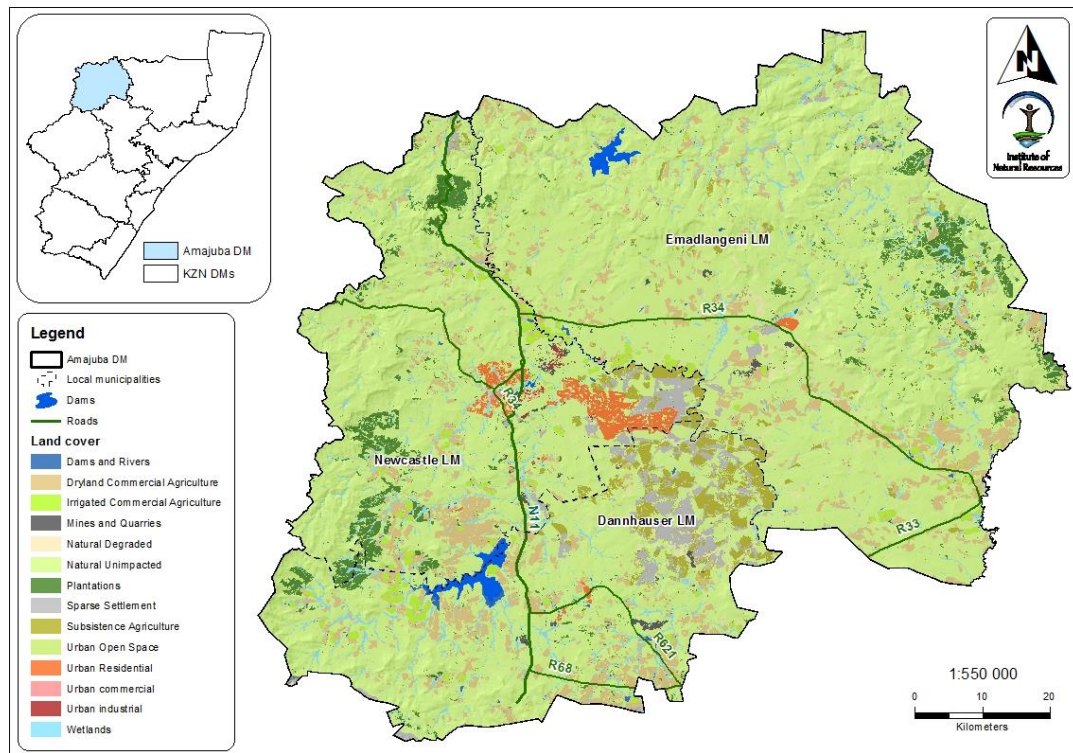 Amajuba DM
KZN DMs
N
Institute of
Natural Resources
Legend
Amajuba DM
Local municipalities
Dams
Roads
Land cover
Dams and Rivers
Dryland Commercial Agriculture
Irrigated Commercial Agriculture
Mines and Quarries
Natural Degraded
Natural Unimpacted
Plantations
Sparse Settlement
Subsistence Agriculture
Urban Open Space
Urban Residential
Urban commercial
Urban industrial
Wetlands
Emadlangeni LM
R34
R34
Newcastle LM
N11
Dannhauser LM
R33
R621
R68
1:550 000
0 10 20
Kilometers